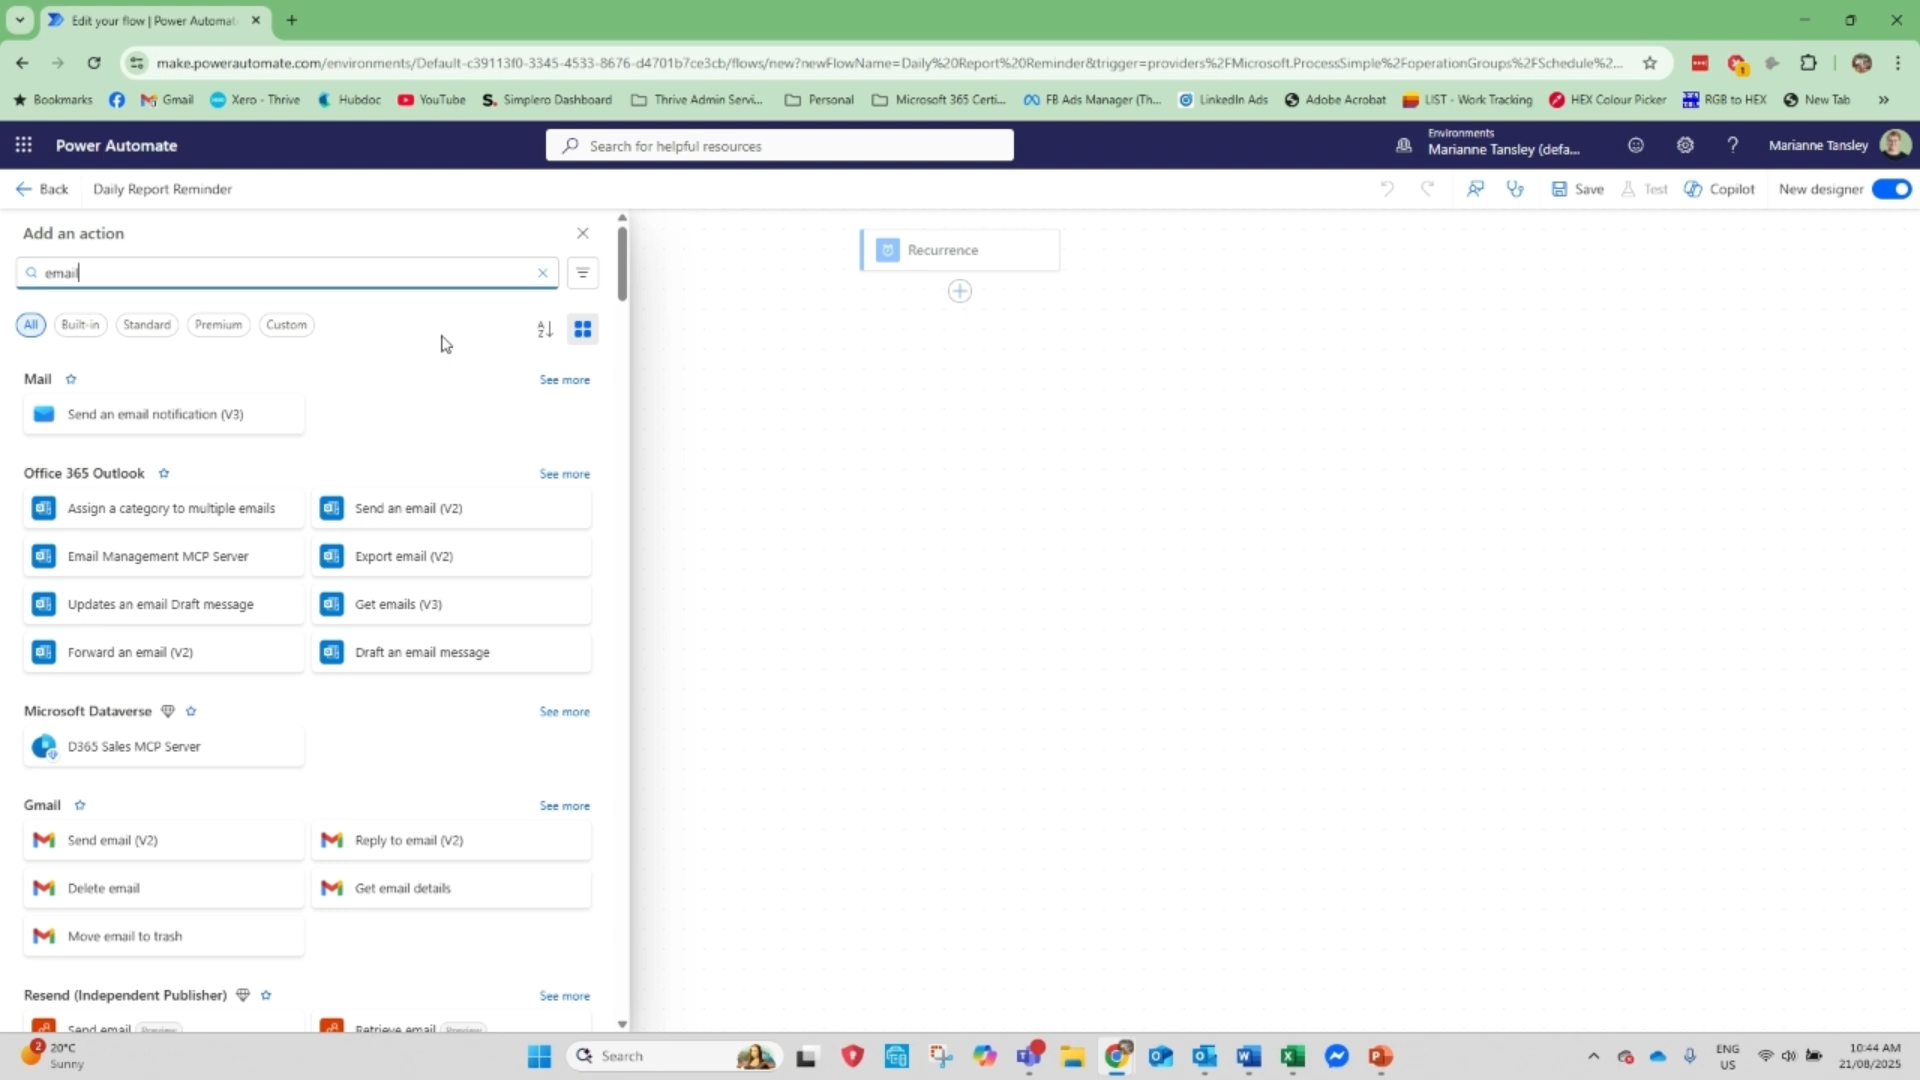 Edit your flow | Power Automat
make.powerautomate.com/environments/Default-c39113f0-3345-4533-8676-d4701b7ce3cb/flows/new?newFlowName=Daily%20Report%20Reminder&trigger=providers%2FMicrosoft.ProcessSimple%2FoperationGroups%2FSchedule%2...
Bookmarks Gmail Xero - Thrive Hubdoc YouTube Simplero Dashboard Thrive Admin Servi... Personal Microsoft 365 Certi... FB Ads Manager (Th... LinkedIn Ads Adobe Acrobat LIST - Work Tracking HEX Colour Picker RGB to HEX New Tab »
Power Automate
Search for helpful resources
Environments
Marianne Tansley (defa...
Marianne Tansley
Back Daily Report Reminder
Save Test Copilot New designer
Add an action
email
All Built-in Standard Premium Custom
Recurrence
Mail See more
Send an email notification (V3)
Office 365 Outlook See more
Assign a category to multiple emails Send an email (V2)
Email Management MCP Server Export email (V2)
Updates an email Draft message Get emails (V3)
Forward an email (V2) Draft an email message
Microsoft Dataverse See more
D365 Sales MCP Server
Gmail See more
Send email (V2) Reply to email (V2)
Delete email Get email details
Move email to trash
Resend (Independent Publisher) See more
Send email Preview Retrieve email Preview
2 20°C
Sunny
Search
ENG
US
10:44 AM
21/08/2025